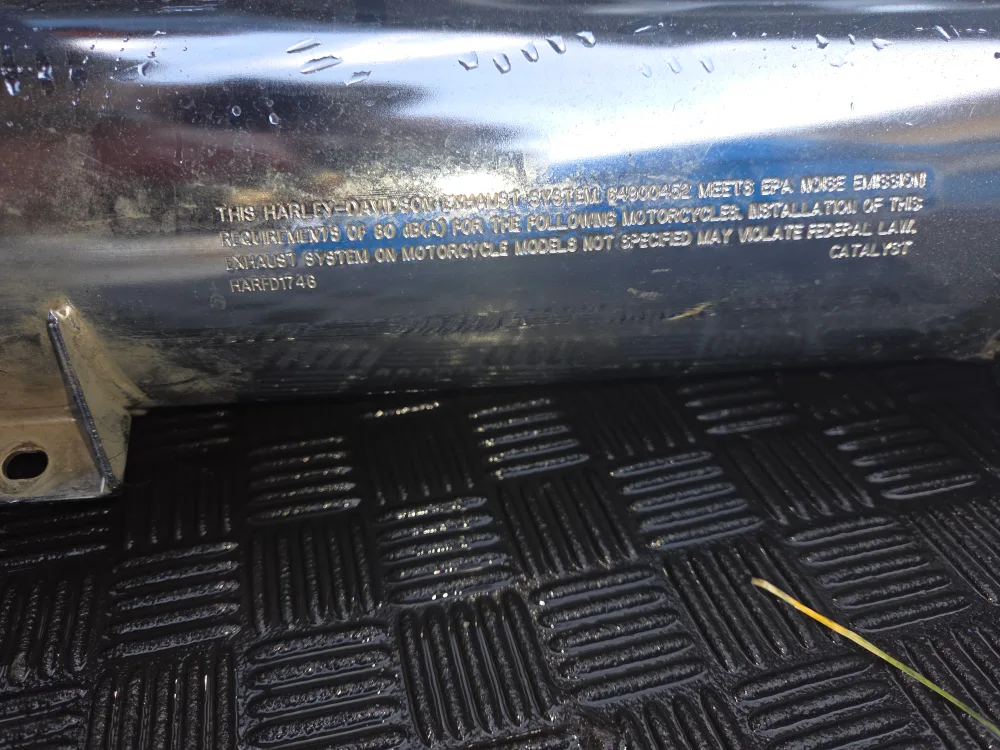 THIS HARLEY-DAVIDSON EXHAUST SYSTEM 64900452 MEETS EPA NOISE EMISSION
REQUIREMENTS OF 80 dB(A) FOR THE FOLLOWING MOTORCYCLES. INSTALLATION OF THIS
EXHAUST SYSTEM ON MOTORCYCLE MODELS NOT SPECIFIED MAY VIOLATE FEDERAL LAW.
HARFD1746 CATALYST